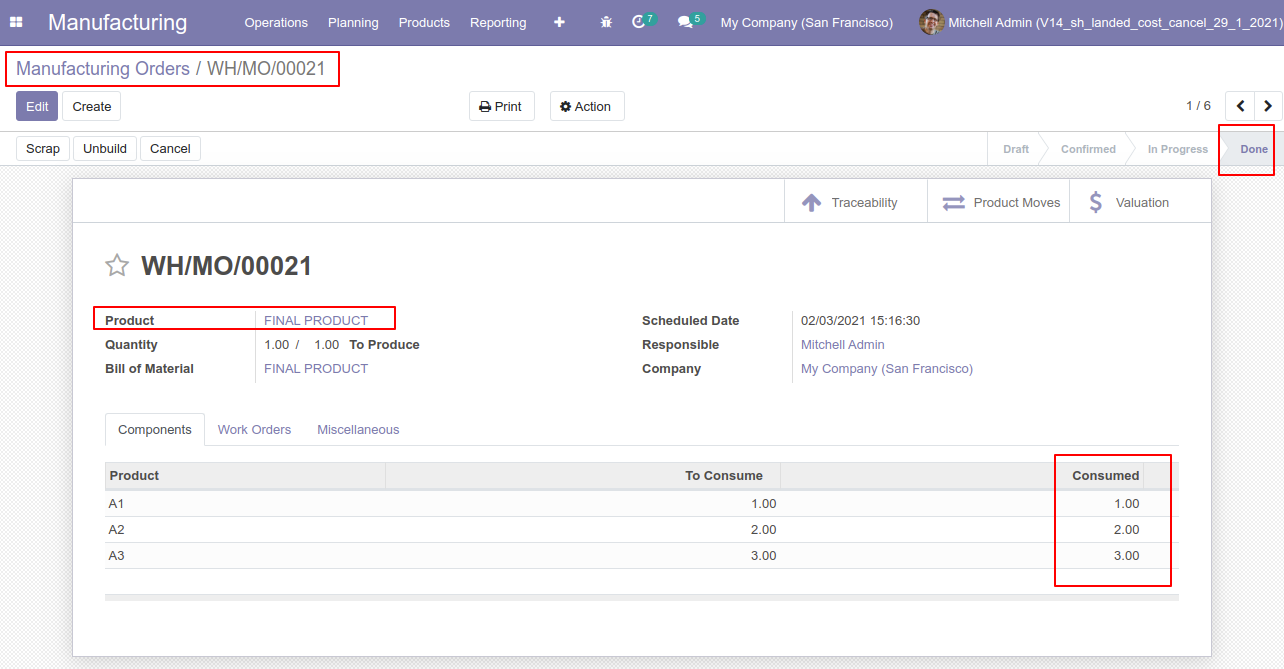 Manufacturing Operations Planning Products Reporting 7 5 My Company (San Francisco) Mitchell Admin (V14_sh_landed_cost_cancel_29_1_2021)
Manufacturing Orders / WH/MO/00021
Edit Create Print Action 1 / 6
Scrap Unbuild Cancel Draft Confirmed In Progress Done
Traceability Product Moves Valuation
WH/MO/00021
Product FINAL PRODUCT Scheduled Date 02/03/2021 15:16:30
Quantity 1.00 / 1.00 To Produce Responsible Mitchell Admin
Bill of Material FINAL PRODUCT Company My Company (San Francisco)
Components Work Orders Miscellaneous
Product To Consume Consumed
A1 1.00 1.00
A2 2.00 2.00
A3 3.00 3.00